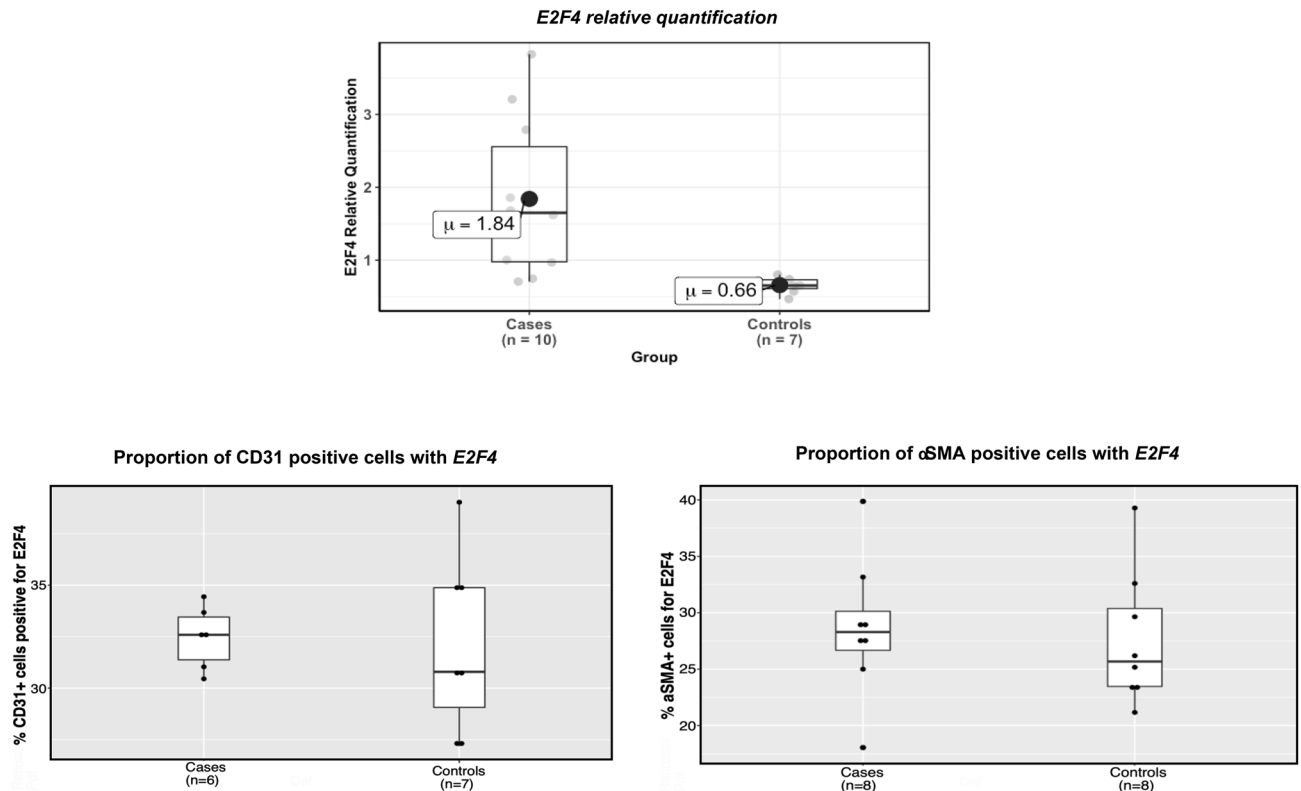 E2F4 relative quantification
E2F4 Relative Quantification
3
2
1
μ = 1.84
μ = 0.66
Cases
(n = 10)
Controls
(n = 7)
Group
Proportion of CD31 positive cells with E2F4
% CD31+ cells positive for E2F4
35
30
Cases
(n=6)
Controls
(n=7)
Proportion of αSMA positive cells with E2F4
% aSMA+ cells for E2F4
40
35
30
25
20
Cases
(n=8)
Controls
(n=8)